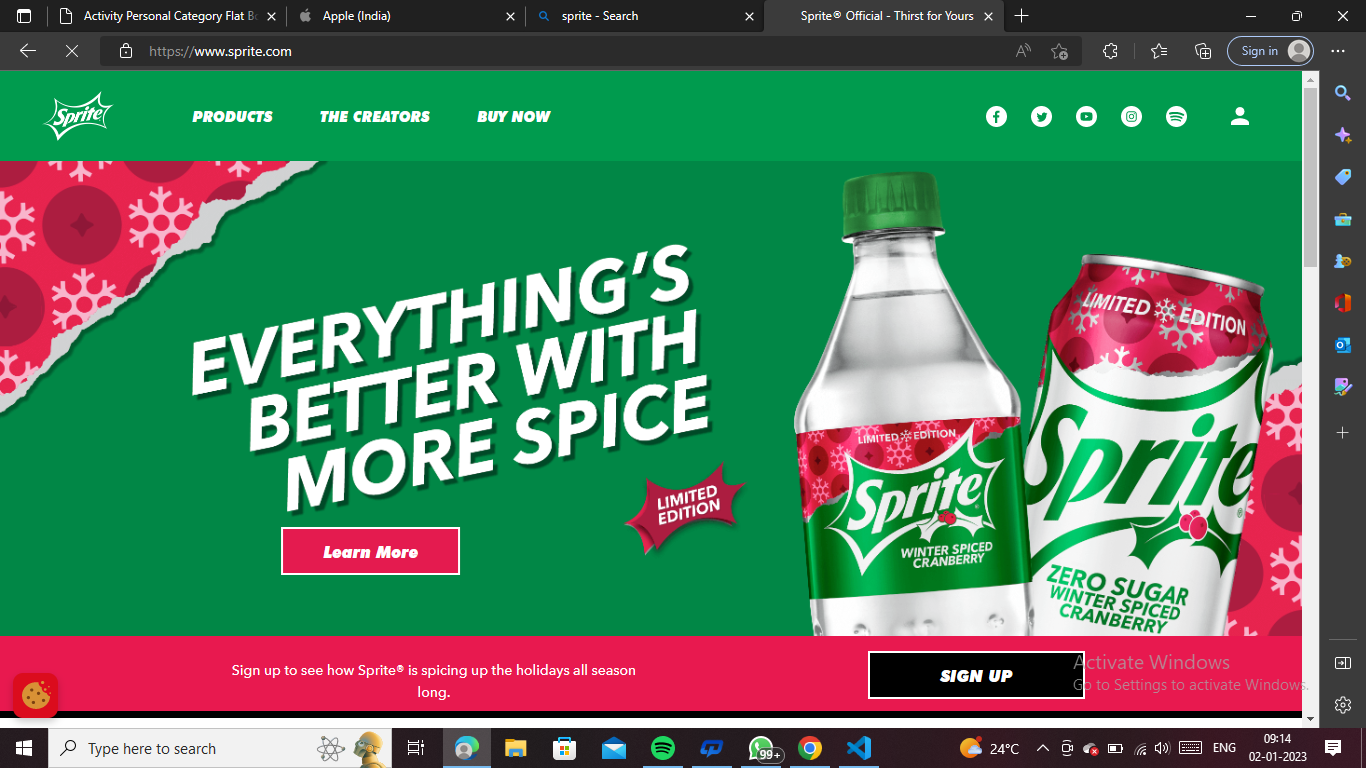 Activity Personal Category Flat Bo
Apple (India)
sprite - Search
Sprite® Official - Thirst for Yours
https://www.sprite.com
Sign in
Sprite
PRODUCTS
THE CREATORS
BUY NOW
EVERYTHING'S
BETTER WITH
MORE SPICE
LIMITED
EDITION
Learn More
LIMITED EDITION
Sprite®
WINTER SPICED
CRANBERRY
LIMITED EDITION
Sprite®
ZERO SUGAR
WINTER SPICED
CRANBERRY
Sign up to see how Sprite® is spicing up the holidays all season
long.
SIGN UP
Activate Windows
Go to Settings to activate Windows.
Type here to search
99+
24°C
ENG
09:14
02-01-2023